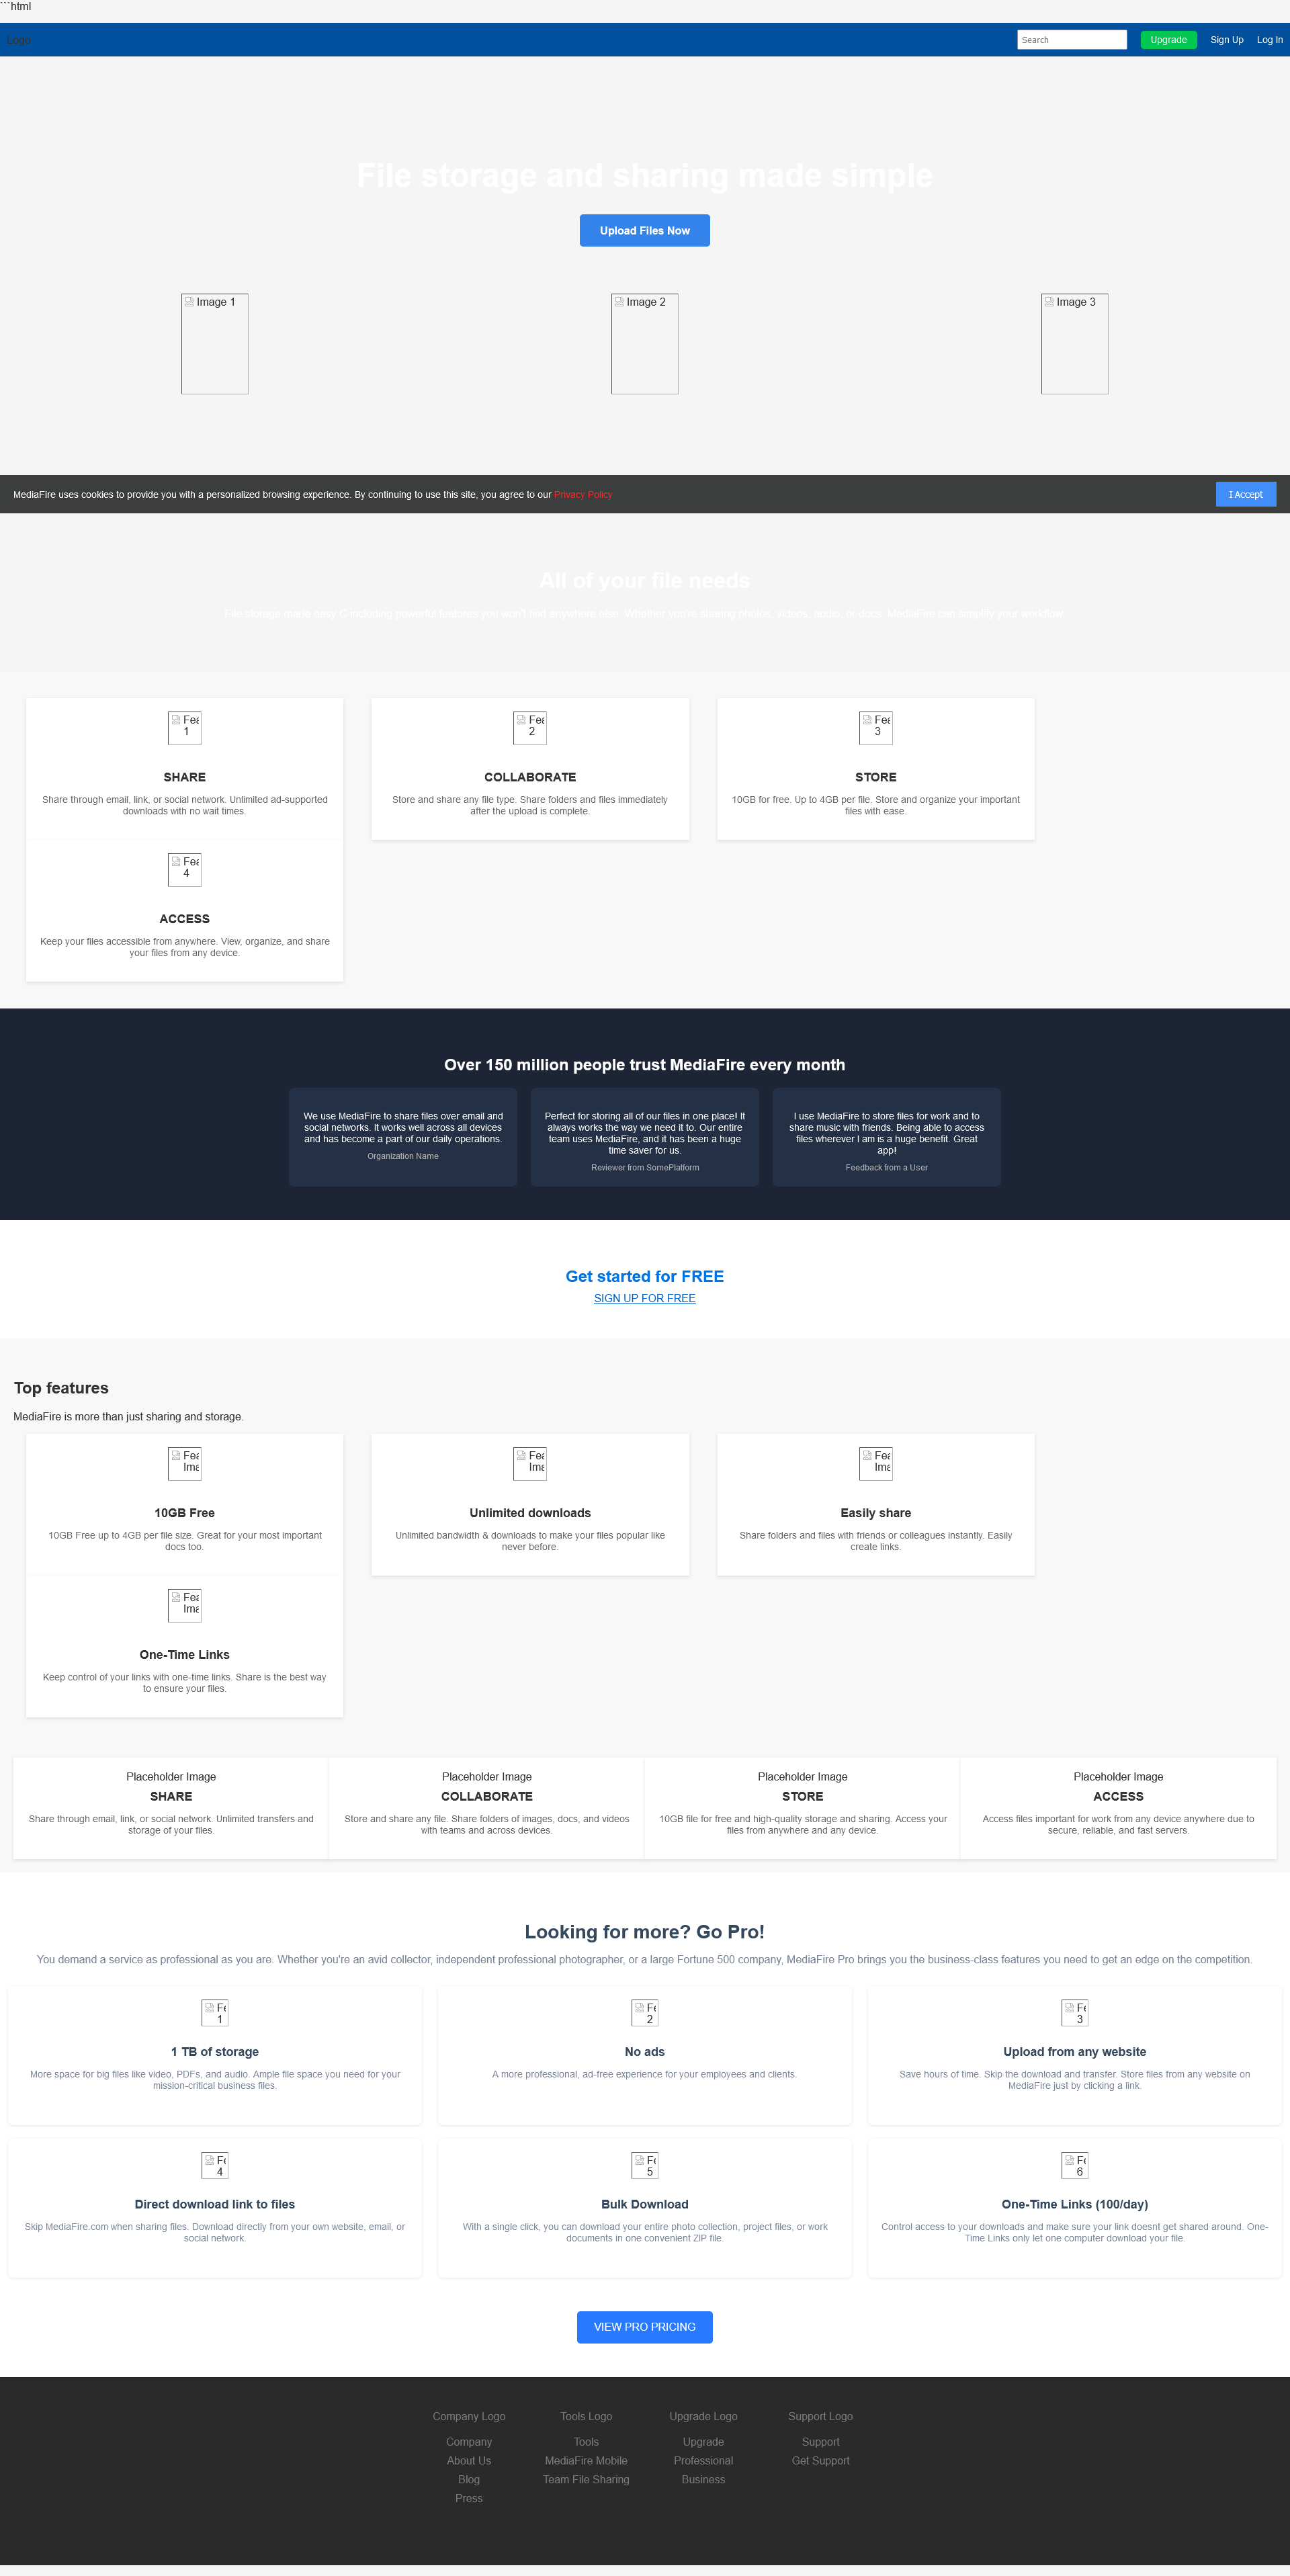 ```html
Logo
Search
Upgrade
Sign Up
Log In
File storage and sharing made simple
Upload Files Now
Image 1
Image 2
Image 3
MediaFire uses cookies to provide you with a personalized browsing experience. By continuing to use this site, you agree to our Privacy Policy
I Accept
All of your file needs
File storage made easy C including powerful features you won't find anywhere else. Whether you're sharing photos, videos, audio, or docs, MediaFire can simplify your workflow.
Fea
1
SHARE
Share through email, link, or social network. Unlimited ad-supported
downloads with no wait times.
Fea
2
COLLABORATE
Store and share any file type. Share folders and files immediately
after the upload is complete.
Fea
3
STORE
10GB for free. Up to 4GB per file. Store and organize your important
files with ease.
Fea
4
ACCESS
Keep your files accessible from anywhere. View, organize, and share
your files from any device.
Over 150 million people trust MediaFire every month
We use MediaFire to share files over email and
social networks. It works well across all devices
and has become a part of our daily operations.
Organization Name
Perfect for storing all of our files in one place! It
always works the way we need it to. Our entire
team uses MediaFire, and it has been a huge
time saver for us.
Reviewer from SomePlatform
I use MediaFire to store files for work and to
share music with friends. Being able to access
files wherever I am is a huge benefit. Great
app!
Feedback from a User
Get started for FREE
SIGN UP FOR FREE
Top features
MediaFire is more than just sharing and storage.
Fea
Ima
10GB Free
10GB Free up to 4GB per file size. Great for your most important
docs too.
Fea
Ima
Unlimited downloads
Unlimited bandwidth & downloads to make your files popular like
never before.
Fea
Ima
Easily share
Share folders and files with friends or colleagues instantly. Easily
create links.
Fea
Ima
One-Time Links
Keep control of your links with one-time links. Share is the best way
to ensure your files.
Placeholder Image
SHARE
Share through email, link, or social network. Unlimited transfers and
storage of your files.
Placeholder Image
COLLABORATE
Store and share any file. Share folders of images, docs, and videos
with teams and across devices.
Placeholder Image
STORE
10GB file for free and high-quality storage and sharing. Access your
files from anywhere and any device.
Placeholder Image
ACCESS
Access files important for work from any device anywhere due to
secure, reliable, and fast servers.
Looking for more? Go Pro!
You demand a service as professional as you are. Whether you're an avid collector, independent professional photographer, or a large Fortune 500 company, MediaFire Pro brings you the business-class features you need to get an edge on the competition.
Fe
1
1 TB of storage
More space for big files like video, PDFs, and audio. Ample file space you need for your
mission-critical business files.
Fe
2
No ads
A more professional, ad-free experience for your employees and clients.
Fe
3
Upload from any website
Save hours of time. Skip the download and transfer. Store files from any website on
MediaFire just by clicking a link.
Fe
4
Direct download link to files
Skip MediaFire.com when sharing files. Download directly from your own website, email, or
social network.
Fe
5
Bulk Download
With a single click, you can download your entire photo collection, project files, or work
documents in one convenient ZIP file.
Fe
6
One-Time Links (100/day)
Control access to your downloads and make sure your link doesnt get shared around. One-
Time Links only let one computer download your file.
VIEW PRO PRICING
Company Logo
Company
About Us
Blog
Press
Tools Logo
Tools
MediaFire Mobile
Team File Sharing
Upgrade Logo
Upgrade
Professional
Business
Support Logo
Support
Get Support